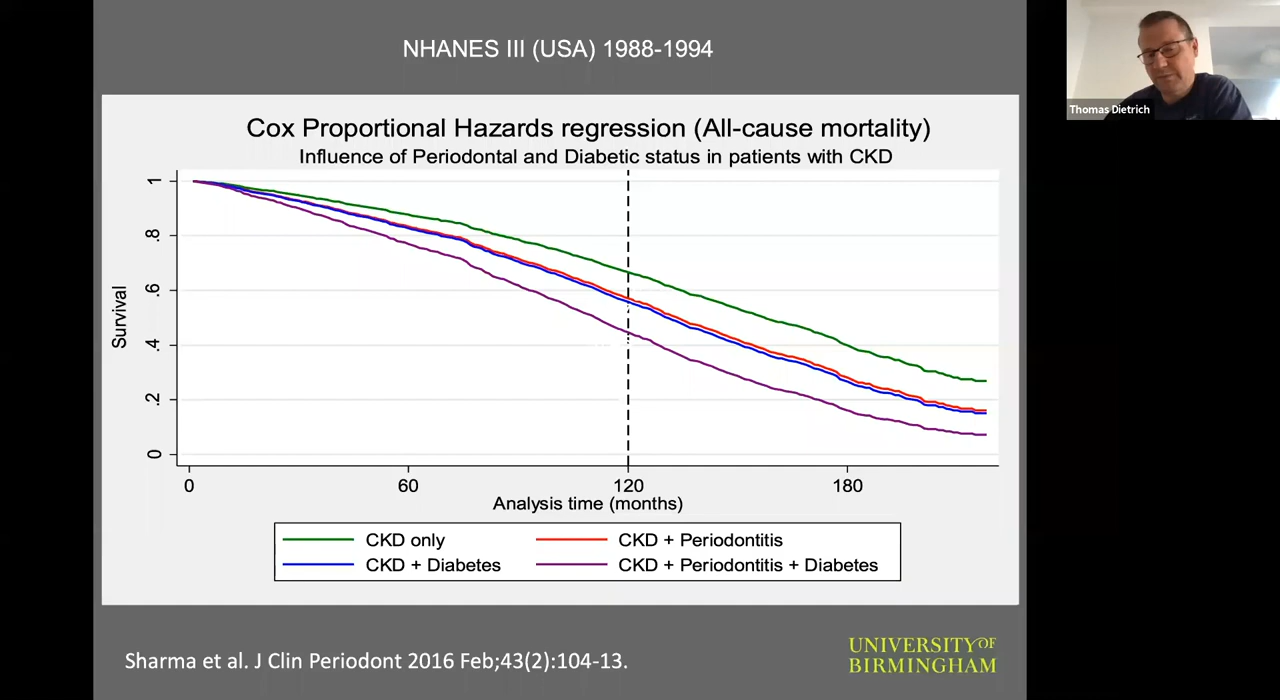 NHANES III (USA) 1988-1994
Thomas Dietrich
Cox Proportional Hazards regression (All-cause mortality)
Influence of Periodontal and Diabetic status in patients with CKD
Survival
1
.8
.6
.4
.2
0
0 60 120 180
Analysis time (months)
CKD only CKD + Periodontitis
CKD + Diabetes CKD + Periodontitis + Diabetes
Sharma et al. J Clin Periodont 2016 Feb;43(2):104-13.
UNIVERSITY OF
BIRMINGHAM